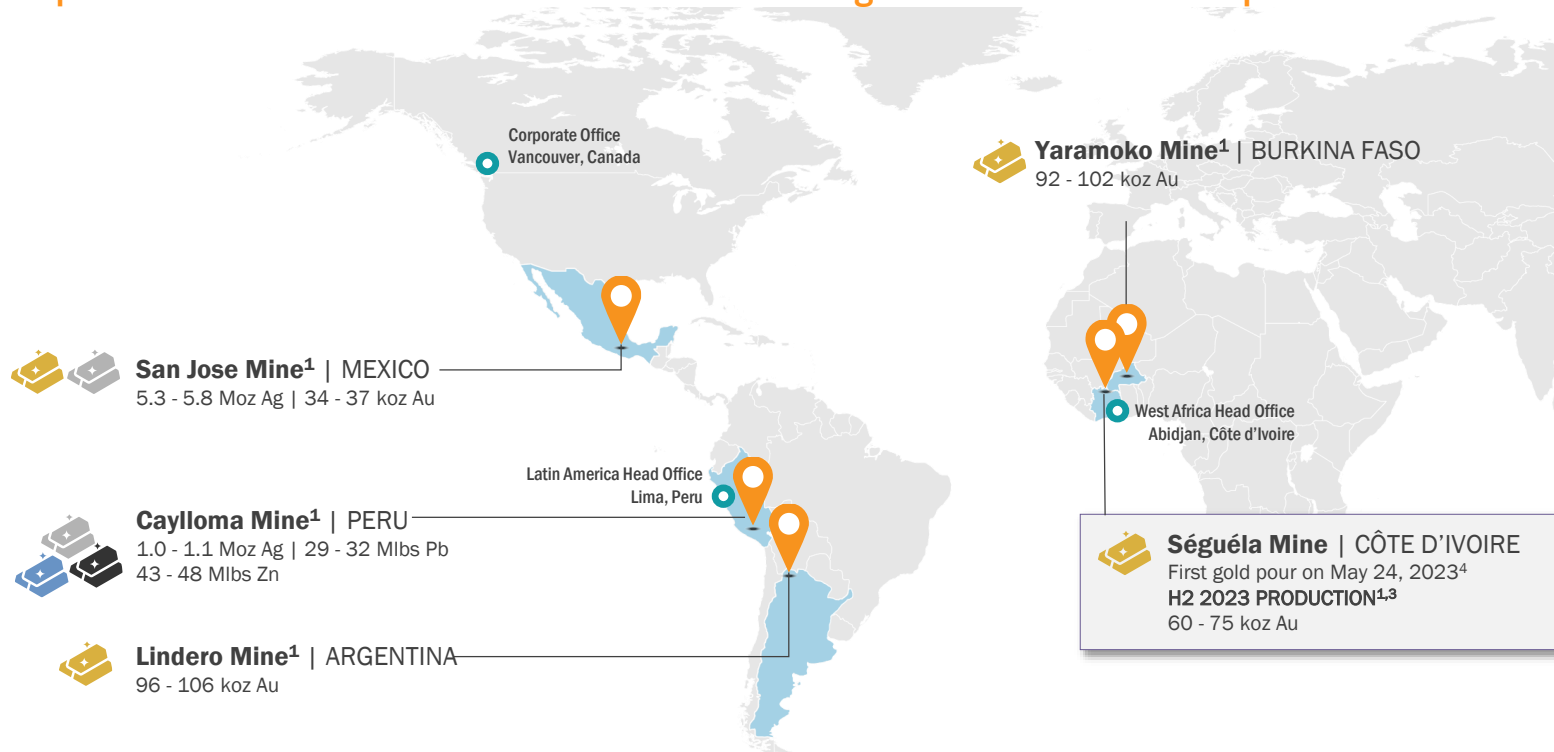 Corporate Office
Vancouver, Canada
Yaramoko Mine¹ | BURKINA FASO
92 - 102 koz Au
San Jose Mine¹ | MEXICO
5.3 - 5.8 Moz Ag | 34 - 37 koz Au
West Africa Head Office
Abidjan, Côte d'Ivoire
Latin America Head Office
Lima, Peru
Caylloma Mine¹ | PERU
1.0 - 1.1 Moz Ag | 29 - 32 Mlbs Pb
43 - 48 Mlbs Zn
Séguéla Mine | CÔTE D'IVOIRE
First gold pour on May 24, 2023⁴
H2 2023 PRODUCTION¹,³
60 - 75 koz Au
Lindero Mine¹ | ARGENTINA
96 - 106 koz Au